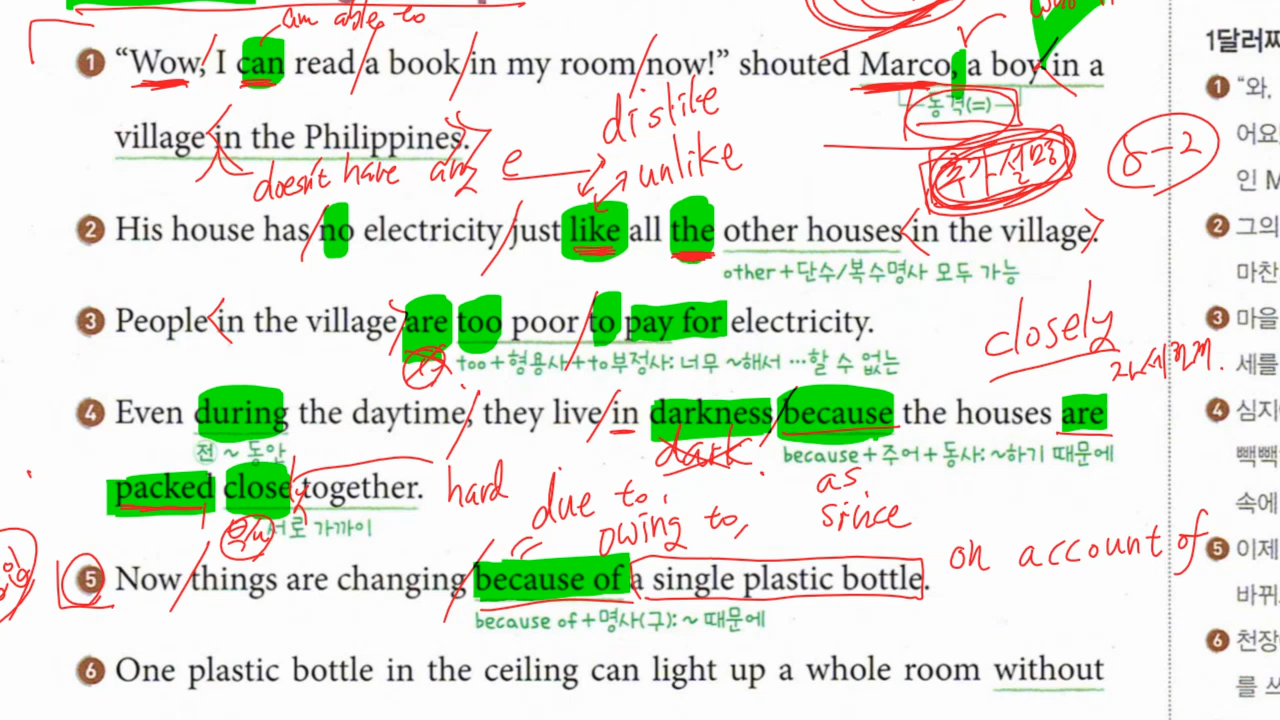 am able to
1 “Wow, I can read a book in my room now!” shouted Marco, a boy in a
동격(=)
village in the Philippines.
추가 설명
8-2
doesn't have any
dislike
unlike
2 His house has no electricity just like all the other houses in the village.
other+단수/복수명사 모두 가능
3 People in the village are too poor to pay for electricity.
too+형용사+to부정사: 너무 ~해서 …할 수 없는
closely
4 Even during the daytime, they live in darkness because the houses are
전 ~ 동안
dark
because+주어+동사: ~하기 때문에
packed close together.
서로 가까이
hard
due to,
owing to,
as
since
on account of
5 Now things are changing because of a single plastic bottle.
because of+명사(구): ~ 때문에
6 One plastic bottle in the ceiling can light up a whole room without
1달러짜
1 “와,
어요
인 M
2 그의
마찬
3 마을
세를
4 심지
빽빽
속에
5 이제
바뀌
6 천장
를 쓰